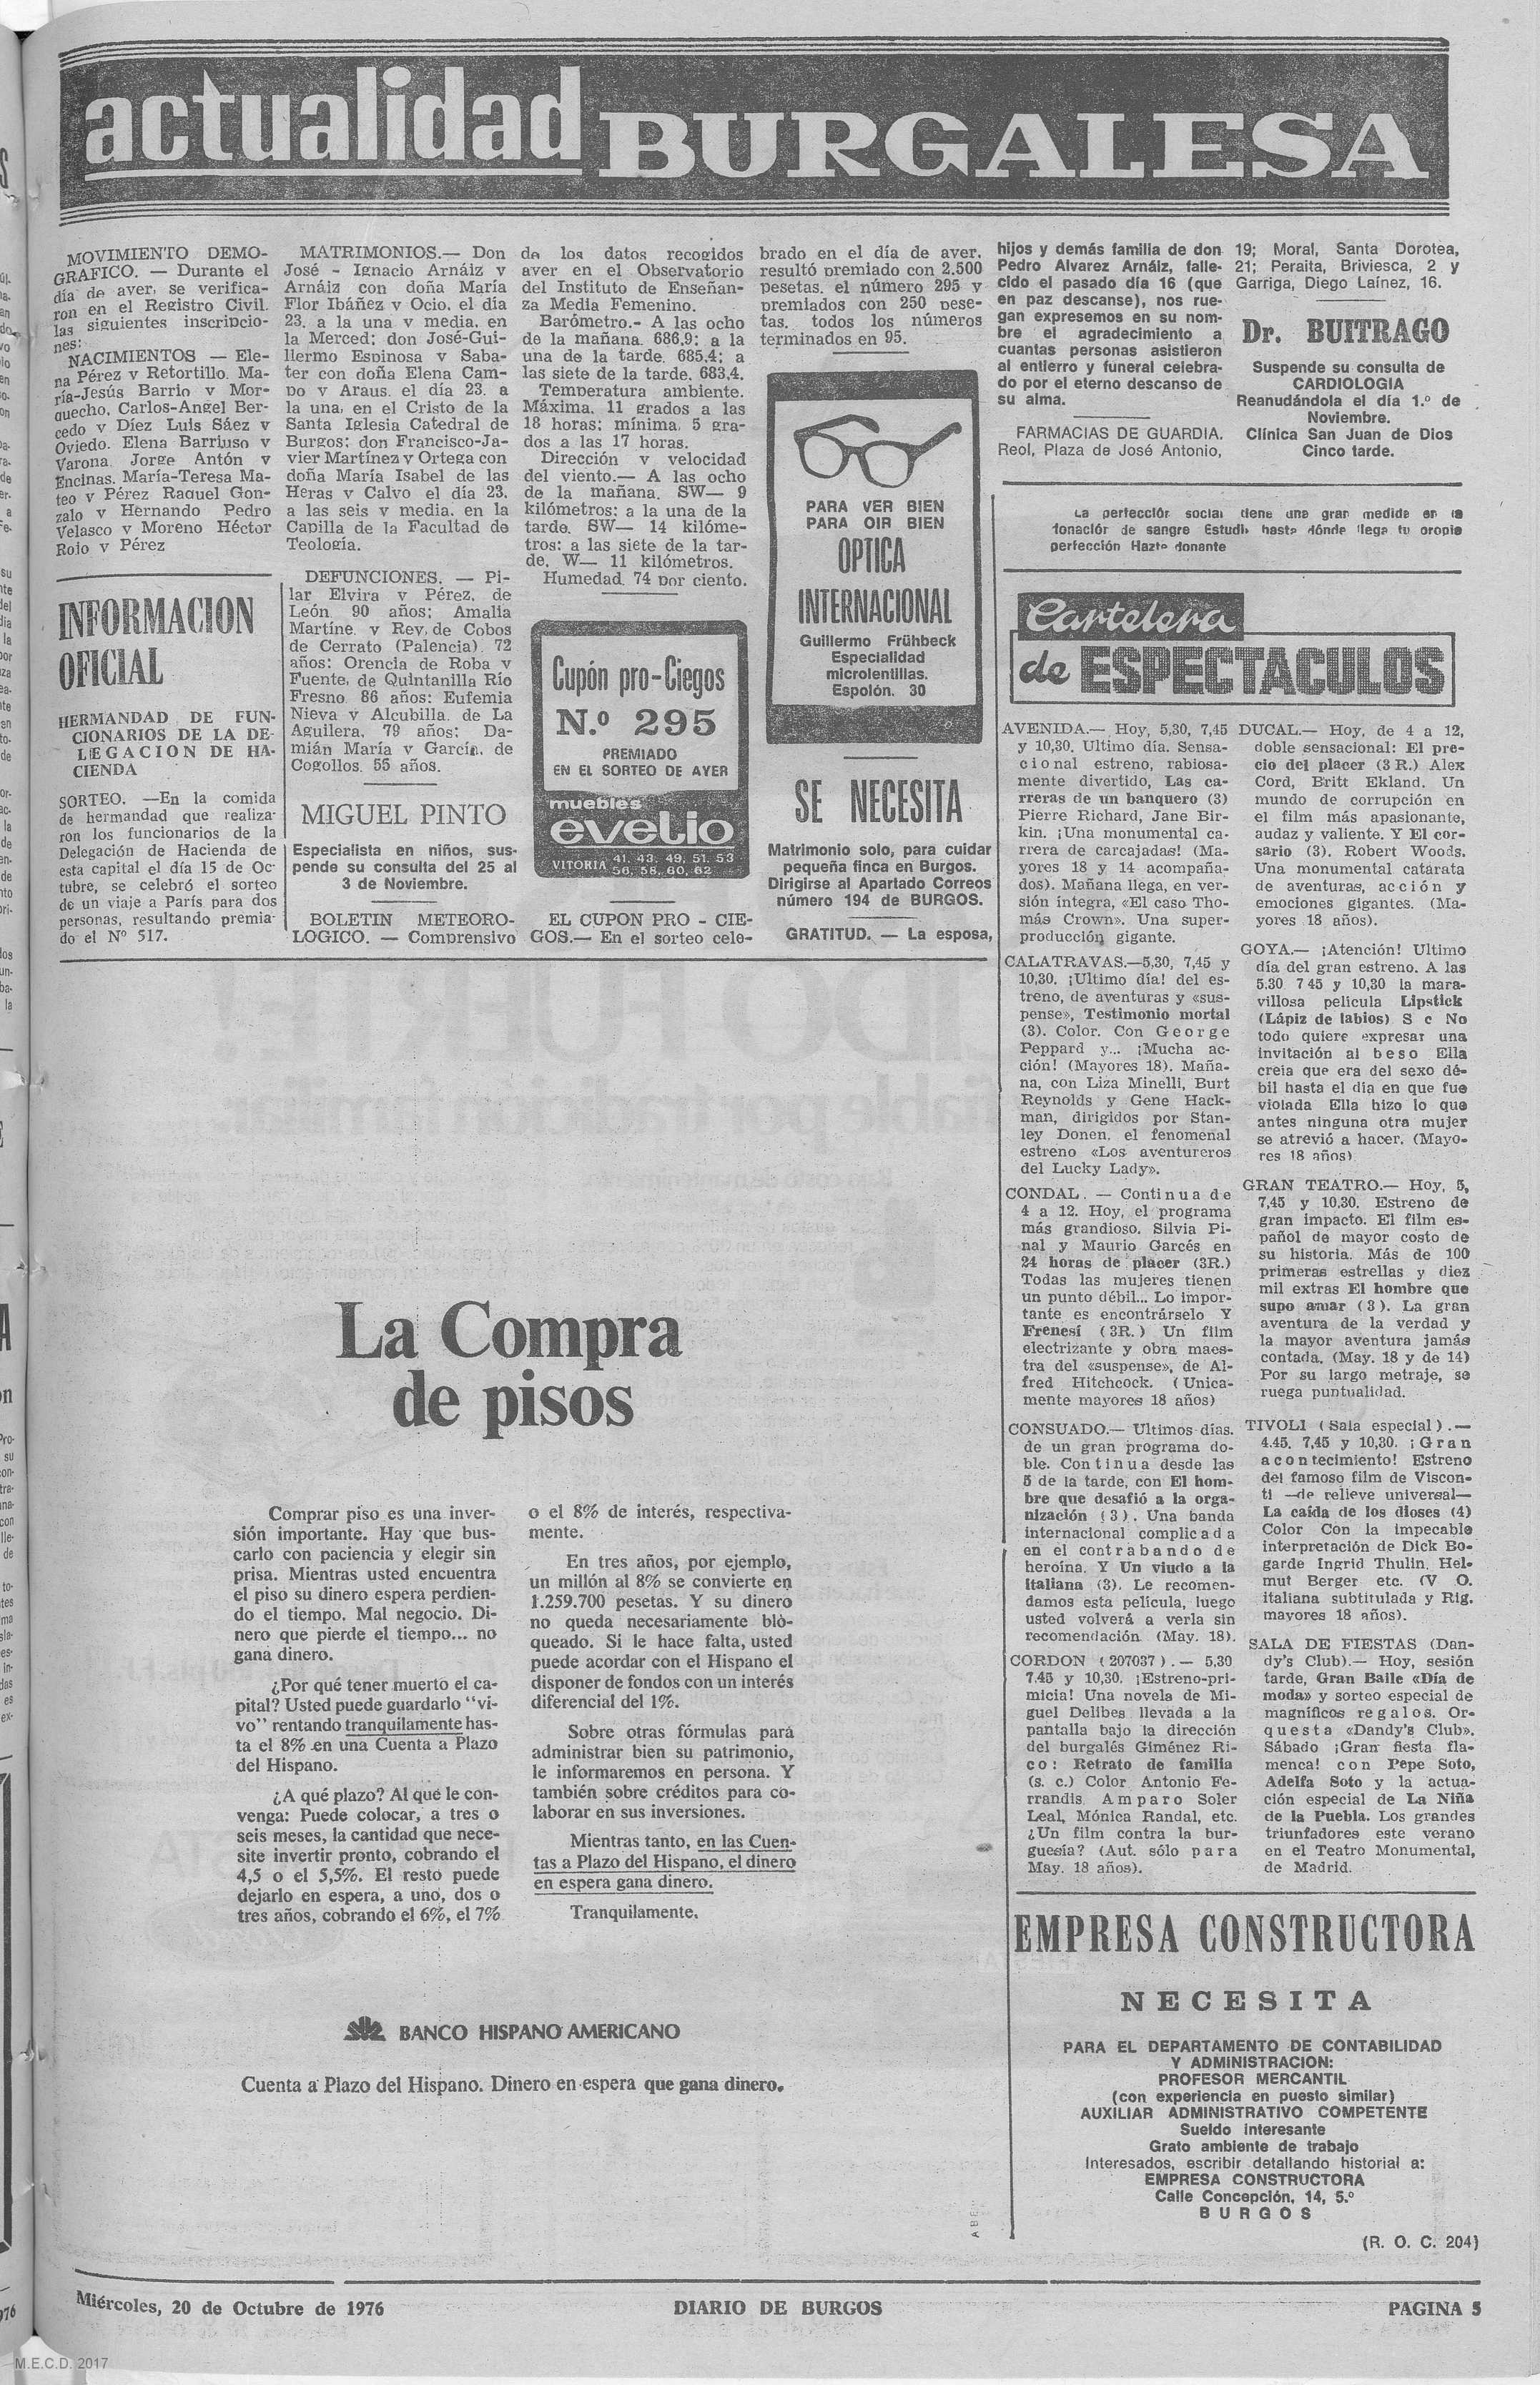 actualidad BURGALESA
MOVIMIENTO DEMO-
GRAFICO. — Durante el
día de ayer, se verifica-
ron en el Registro Civil.
las siguientes inscripcio-
nes:
NACIMIENTOS — Ele-
na Pérez y Retortillo. Ma-
ría-Jesús Barrio y Mor-
quecho, Carlos-Angel Ber-
cedo y Díez Luis Sáez y
Oviedo. Elena Barriuso y
Varona. Jorge Antón y
Encinas. María-Teresa Ma-
teo y Pérez Raquel Gon-
zalo y Hernando Pedro
Velasco y Moreno Héctor
Rojo y Pérez
INFORMACION
OFICIAL
HERMANDAD DE FUN-
CIONARIOS DE LA DE-
LEGACION DE HA-
CIENDA
SORTEO. —En la comida
de hermandad que realiza-
ron los funcionarios de la
Delegación de Hacienda de
esta capital el día 15 de Oc-
tubre, se celebró el sorteo
de un viaje a París para dos
personas, resultando premia-
do el Nº 517.
MATRIMONIOS.— Don
José - Ignacio Arnáiz y
Arnáiz con doña María
Flor Ibáñez y Ocio, el día
23, a la una y media, en
la Merced; don José-Gui-
llermo Espinosa y Saba-
ter con doña Elena Cam-
po y Araus, el día 23, a
la una, en el Cristo de la
Santa Iglesia Catedral de
Burgos; don Francisco-Ja-
vier Martínez y Ortega con
doña María Isabel de las
Heras y Calvo el día 23,
a las seis y media, en la
Capilla de la Facultad de
Teología.
DEFUNCIONES. — Pi-
lar Elvira y Pérez, de
León 90 años; Amalia
Martíne y Rey, de Cobos
de Cerrato (Palencia) 72
años; Orencia de Roba y
Fuente, de Quintanilla Río
Fresno 86 años; Eufemia
Nieva y Alcubilla, de La
Aguilera, 79 años; Da-
mián María y García, de
Cogollos. 55 años.
MIGUEL PINTO
Especialista en niños, sus-
pende su consulta del 25 al
3 de Noviembre.
BOLETIN METEORO-
LOGICO. — Comprensivo
de los datos recogidos
ayer en el Observatorio
del Instituto de Enseñan-
za Media Femenino.
Barómetro.- A las ocho
de la mañana, 686,9; a la
una de la tarde, 685,4; a
las siete de la tarde, 683,4.
Temperatura ambiente.
Máxima, 11 grados a las
18 horas; mínima, 5 gra-
dos a las 17 horas.
Dirección y velocidad
del viento.— A las ocho
de la mañana, SW— 9
kilómetros; a la una de la
tarde, SW— 14 kilóme-
tros; a las siete de la tar-
de, W— 11 kilómetros.
Humedad, 74 por ciento.
Cupón pro-Ciegos
N.º 295
PREMIADO
EN EL SORTEO DE AYER
muebles
evelio
VITORIA 41, 43, 49, 51, 53
56, 58, 60, 62
EL CUPON PRO - CIE-
GOS.— En el sorteo cele-
brado en el día de ayer,
resultó premiado con 2.500
pesetas, el número 295 y
premiados con 250 pese-
tas, todos los números
terminados en 95.
PARA VER BIEN
PARA OIR BIEN
OPTICA
INTERNACIONAL
Guillermo Frühbeck
Especialidad
microlentillas.
Espolón, 30
SE NECESITA
Matrimonio solo, para cuidar
pequeña finca en Burgos.
Dirigirse al Apartado Correos
número 194 de BURGOS.
GRATITUD. — La esposa,
hijos y demás familia de don
Pedro Alvarez Arnáiz, falle-
cido el pasado día 16 (que
en paz descanse), nos rue-
gan expresemos en su nom-
bre el agradecimiento a
cuantas personas asistieron
al entierro y funeral celebra-
do por el eterno descanso de
su alma.
FARMACIAS DE GUARDIA.
Reol, Plaza de José Antonio,
19; Moral, Santa Dorotea,
21; Peraita, Briviesca, 2 y
Garriga, Diego Laínez, 16.
Dr. BUITRAGO
Suspende su consulta de
CARDIOLOGIA
Reanudándola el día 1.º de
Noviembre.
Clínica San Juan de Dios
Cinco tarde.
La perfección social tiene una gran medida en la
donación de sangre Estudia hasta dónde llega tu propia
perfección Hazte donante
Cartelera
de ESPECTACULOS
AVENIDA.— Hoy, 5,30, 7,45
y 10,30. Ultimo día. Sensa-
cional estreno, rabiosa-
mente divertido, Las ca-
rreras de un banquero (3)
Pierre Richard, Jane Bir-
kin. ¡Una monumental ca-
rrera de carcajadas! (Ma-
yores 18 y 14 acompaña-
dos). Mañana llega, en ver-
sión íntegra, «El caso Tho-
más Crown». Una super-
producción gigante.
CALATRAVAS.—5,30, 7,45 y
10,30. ¡Ultimo día! del es-
treno, de aventuras y «sus-
pense», Testimonio mortal
(3). Color. Con George
Peppard y... ¡Mucha ac-
ción! (Mayores 18). Maña-
na, con Liza Minelli, Burt
Reynolds y Gene Hack-
man, dirigidos por Stan-
ley Donen, el fenomenal
estreno «Los aventureros
del Lucky Lady».
CONDAL. — Continua de
4 a 12. Hoy, el programa
más grandioso. Silvia Pi-
nal y Maurio Garcés en
24 horas de placer (3R.)
Todas las mujeres tienen
un punto débil... Lo impor-
tante es encontrárselo Y
Frenesí (3R.) Un film
electrizante y obra maes-
tra del «suspense», de Al-
fred Hitchcock. (Unica-
mente mayores 18 años)
CONSUADO.— Ultimos días.
de un gran programa do-
ble. Continua desde las
5 de la tarde, con El hom-
bre que desafió a la orga-
nización (3). Una banda
internacional complicada
en el contrabando de
heroína. Y Un viudo a la
italiana (3). Le recomen-
damos esta película, luego
usted volverá a verla sin
recomendación (May. 18).
CORDON (207037).— 5,30
7,45 y 10,30. ¡Estreno-pri-
micia! Una novela de Mi-
guel Delibes llevada a la
pantalla bajo la dirección
del burgalés Giménez Ri-
co: Retrato de familia
(s. c.) Color Antonio Fe-
rrandis, Amparo Soler
Leal, Mónica Randal, etc.
¿Un film contra la bur-
guesía? (Aut. sólo para
May. 18 años).
DUCAL.— Hoy, de 4 a 12,
doble sensacional: El pre-
cio del placer (3 R.) Alex
Cord, Britt Ekland. Un
mundo de corrupción en
el film más apasionante,
audaz y valiente. Y El cor-
sario (3). Robert Woods.
Una monumental catárata
de aventuras, acción y
emociones gigantes. (Ma-
yores 18 años).
GOYA.— ¡Atención! Ultimo
día del gran estreno. A las
5,30 7 45 y 10,30 la mara-
villosa película Lipstick
(Lápiz de labios) S c No
todo quiere expresar una
invitación al beso Ella
creía que era del sexo dé-
bil hasta el día en que fue
violada Ella hizo lo que
antes ninguna otra mujer
se atrevió a hacer. (Mayo-
res 18 años)
GRAN TEATRO.— Hoy, 5,
7,45 y 10,30. Estreno de
gran impacto. El film es-
pañol de mayor costo de
su historia. Más de 100
primeras estrellas y diez
mil extras El hombre que
supo amar (3). La gran
aventura de la verdad y
la mayor aventura jamás
contada. (May. 18 y de 14)
Por su largo metraje, se
ruega puntualidad.
TIVOLI (Sala especial).—
4,45, 7,45 y 10,30. ¡Gran
acontecimiento! Estreno
del famoso film de Viscon-
ti —de relieve universal—
La caída de los dioses (4)
Color Con la impecable
interpretación de Dick Bo-
garde Ingrid Thulin, Hel-
mut Berger etc. (V O.
italiana subtitulada y Rig.
mayores 18 años).
SALA DE FIESTAS (Dan-
dy's Club).— Hoy, sesión
tarde, Gran Baile «Día de
moda» y sorteo especial de
magníficos regalos. Or-
questa «Dandy's Club».
Sábado ¡Gran fiesta fla-
menca! con Pepe Soto,
Adelfa Soto y la actua-
ción especial de La Niña
de la Puebla. Los grandes
triunfadores este verano
en el Teatro Monumental,
de Madrid.
La Compra
de pisos
Comprar piso es una inver-
sión importante. Hay que bus-
carlo con paciencia y elegir sin
prisa. Mientras usted encuentra
el piso su dinero espera perdien-
do el tiempo. Mal negocio. Di-
nero que pierde el tiempo... no
gana dinero.
¿Por qué tener muerto el ca-
pital? Usted puede guardarlo "vi-
vo" rentando tranquilamente has-
ta el 8% en una Cuenta a Plazo
del Hispano.
¿A qué plazo? Al que le con-
venga: Puede colocar, a tres o
seis meses, la cantidad que nece-
site invertir pronto, cobrando el
4,5 o el 5,5%. El resto puede
dejarlo en espera, a uno, dos o
tres años, cobrando el 6%, el 7%
o el 8% de interés, respectiva-
mente.
En tres años, por ejemplo,
un millón al 8% se convierte en
1.259.700 pesetas. Y su dinero
no queda necesariamente blo-
queado. Si le hace falta, usted
puede acordar con el Hispano el
disponer de fondos con un interés
diferencial del 1%.
Sobre otras fórmulas para
administrar bien su patrimonio,
le informaremos en persona. Y
también sobre créditos para co-
laborar en sus inversiones.
Mientras tanto, en las Cuen-
tas a Plazo del Hispano, el dinero
en espera gana dinero.
Tranquilamente.
BANCO HISPANO AMERICANO
Cuenta a Plazo del Hispano. Dinero en espera que gana dinero.
EMPRESA CONSTRUCTORA
NECESITA
PARA EL DEPARTAMENTO DE CONTABILIDAD
Y ADMINISTRACION:
PROFESOR MERCANTIL
(con experiencia en puesto similar)
AUXILIAR ADMINISTRATIVO COMPETENTE
Sueldo interesante
Grato ambiente de trabajo
Interesados, escribir detallando historial a:
EMPRESA CONSTRUCTORA
Calle Concepción, 14, 5.º
BURGOS
(R. O. C. 204)
Miércoles, 20 de Octubre de 1976
DIARIO DE BURGOS
PAGINA 5
M.E.C.D. 2017